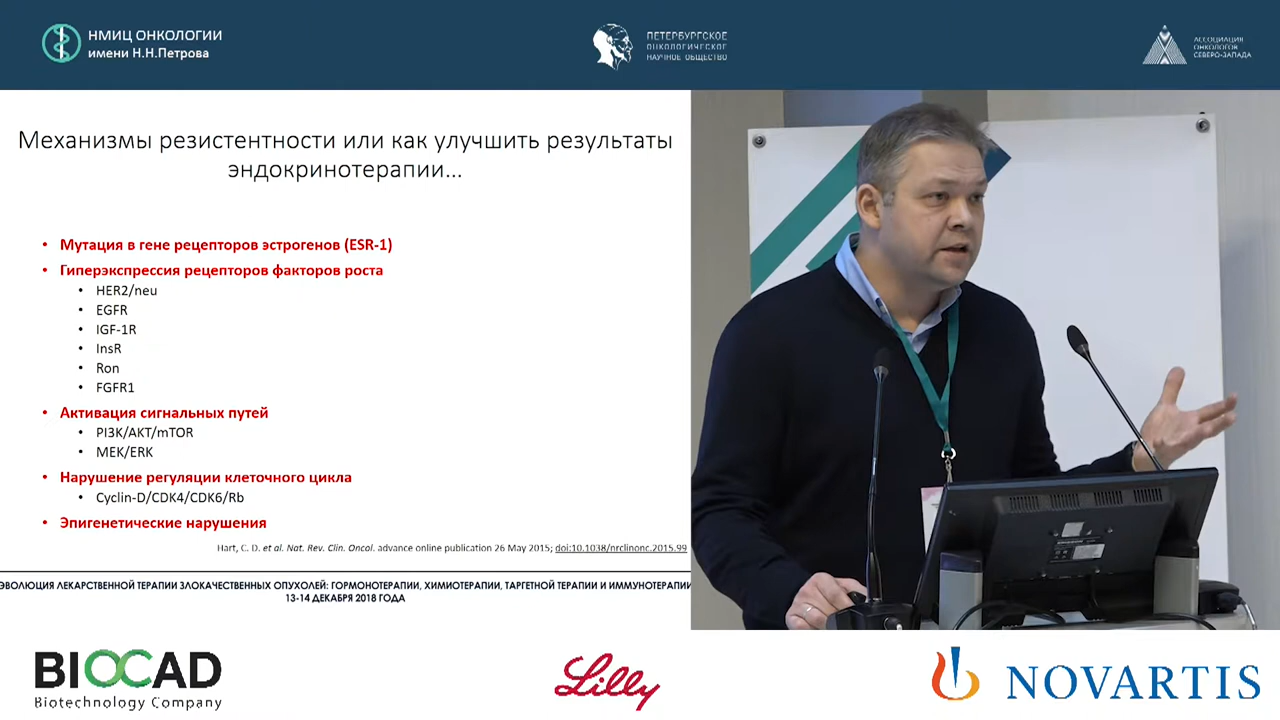 НМИЦ ОНКОЛОГИИ
имени Н.Н.Петрова
ПЕТЕРБУРГСКОЕ
ОНКОЛОГИЧЕСКОЕ
НАУЧНОЕ ОБЩЕСТВО
АССОЦИАЦИЯ
ОНКОЛОГОВ
СЕВЕРО-ЗАПАДА
Механизмы резистентности или как улучшить результаты
эндокринотерапии...
• Мутация в гене рецепторов эстрогенов (ESR-1)
• Гиперэкспрессия рецепторов факторов роста
• HER2/neu
• EGFR
• IGF-1R
• InsR
• Ron
• FGFR1
• Активация сигнальных путей
• PI3K/AKT/mTOR
• MEK/ERK
• Нарушение регуляции клеточного цикла
• Cyclin-D/CDK4/CDK6/Rb
• Эпигенетические нарушения
Hart, C. D. et al. Nat. Rev. Clin. Oncol. advance online publication 26 May 2015; doi:10.1038/nrclinonc.2015.99
ЭВОЛЮЦИЯ ЛЕКАРСТВЕННОЙ ТЕРАПИИ ЗЛОКАЧЕСТВЕННЫХ ОПУХОЛЕЙ: ГОРМОНОТЕРАПИИ, ХИМИОТЕРАПИИ, ТАРГЕТНОЙ ТЕРАПИИ И ИММУНОТЕРАПИИ
13-14 ДЕКАБРЯ 2018 ГОДА
BIOCAD
Biotechnology Company
Lilly
NOVARTIS